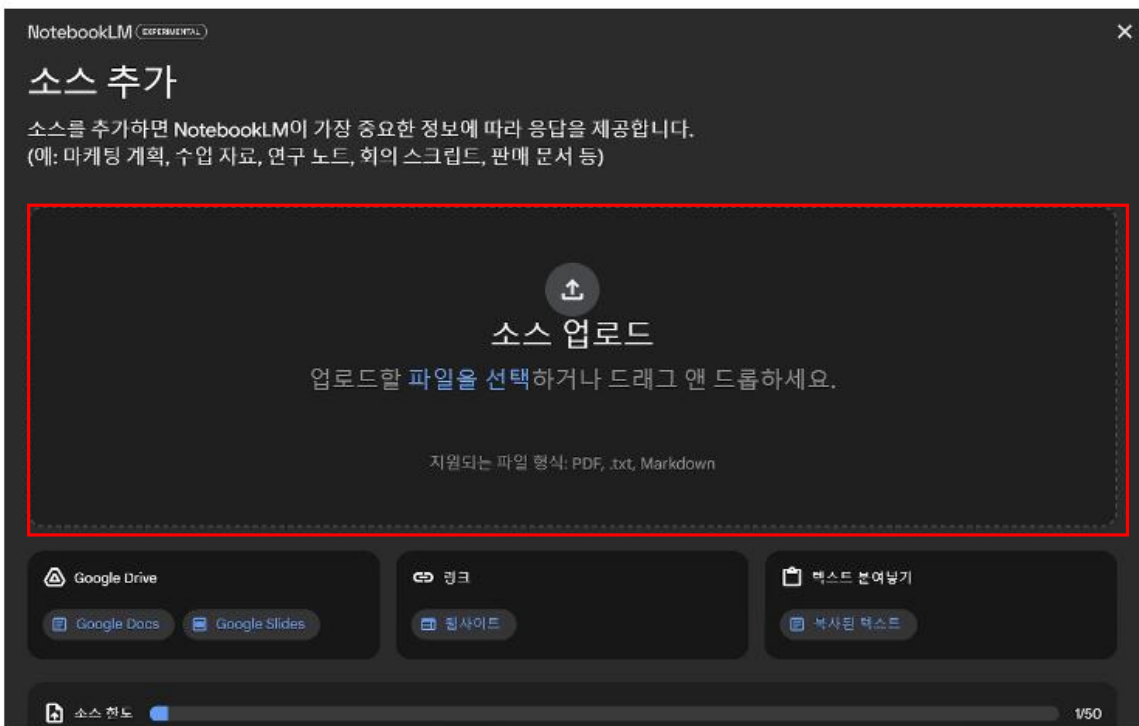 NotebookLM EXPERIMENTAL
소스 추가
소스를 추가하면 NotebookLM이 가장 중요한 정보에 따라 응답을 제공합니다.
(예: 마케팅 계획, 수업 자료, 연구 노트, 회의 스크립트, 판매 문서 등)
소스 업로드
업로드할 파일을 선택하거나 드래그 앤 드롭하세요.
지원되는 파일 형식: PDF, .txt, Markdown
Google Drive
Google Docs Google Slides
링크
웹사이트
텍스트 붙여넣기
복사된 텍스트
소스 한도 1/50